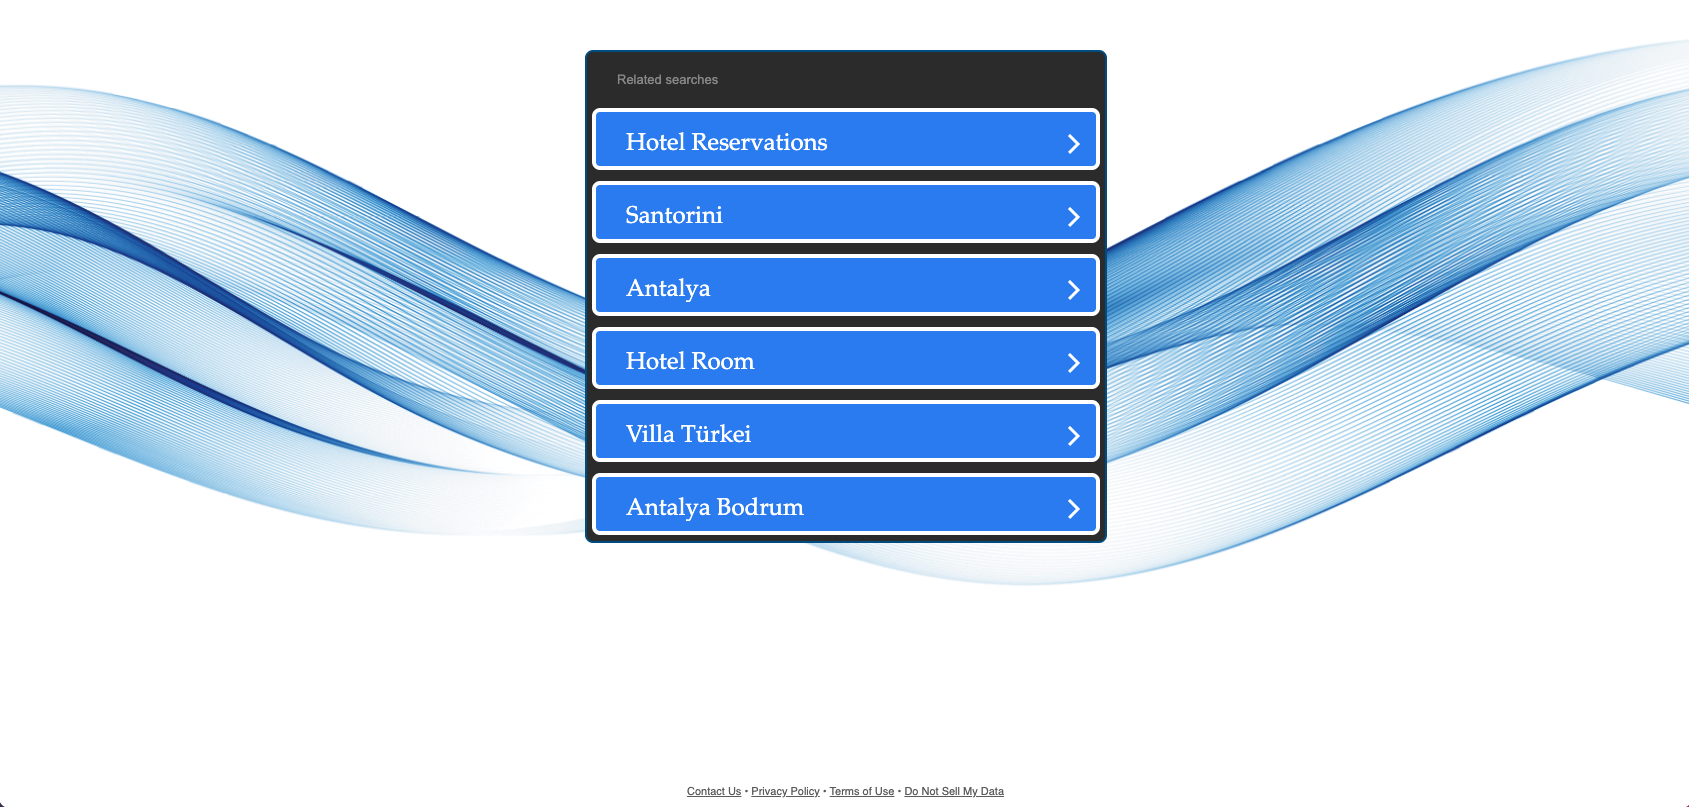 Related searches
Hotel Reservations
Santorini
Antalya
Hotel Room
Villa Türkei
Antalya Bodrum
Contact Us • Privacy Policy • Terms of Use • Do Not Sell My Data